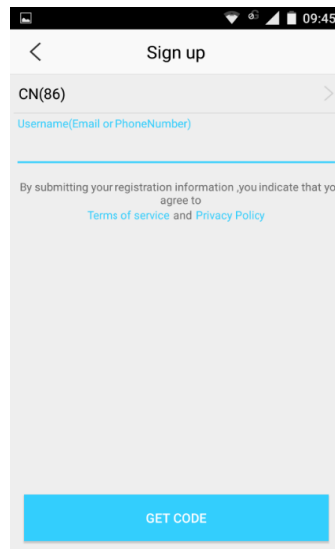 09:45
Sign up
CN(86)
Username(Email or PhoneNumber)
By submitting your registration information ,you indicate that yo
agree to
Terms of service and Privacy Policy
GET CODE